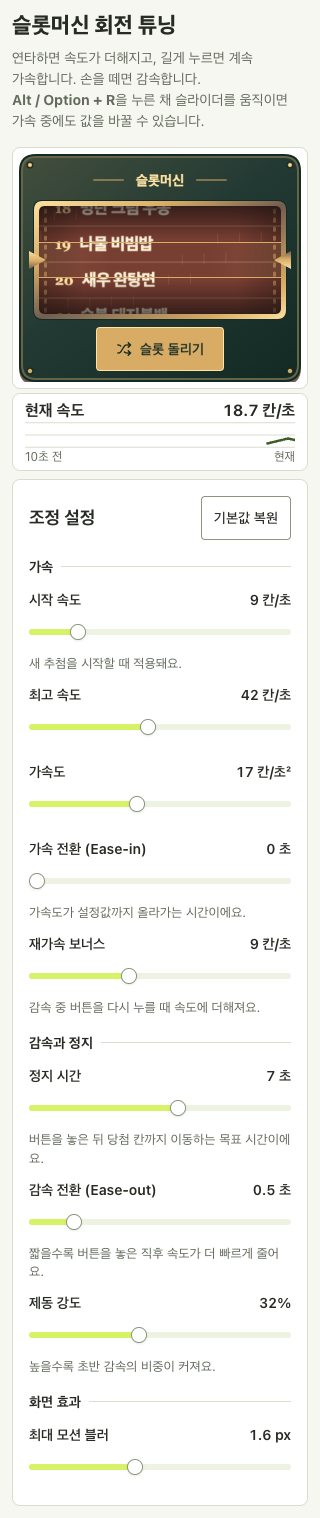 슬롯머신 회전 튜닝
연타하면 속도가 더해지고, 길게 누르면 계속
가속합니다. 손을 떼면 감속합니다.
Alt / Option + R을 누른 채 슬라이더를 움직이면
가속 중에도 값을 바꿀 수 있습니다.
슬롯머신
18
19 나물 비빔밥
20 새우 완탕면
슬롯 돌리기
현재 속도 18.7 칸/초
10초 전 현재
조정 설정 기본값 복원
가속
시작 속도 9 칸/초
새 추첨을 시작할 때 적용돼요.
최고 속도 42 칸/초
가속도 17 칸/초²
가속 전환 (Ease-in) 0 초
가속도가 설정값까지 올라가는 시간이에요.
재가속 보너스 9 칸/초
감속 중 버튼을 다시 누를 때 속도에 더해져요.
감속과 정지
정지 시간 7 초
버튼을 놓은 뒤 당첨 칸까지 이동하는 목표 시간이에
요.
감속 전환 (Ease-out) 0.5 초
짧을수록 버튼을 놓은 직후 속도가 더 빠르게 줄어
요.
제동 강도 32%
높을수록 초반 감속의 비중이 커져요.
화면 효과
최대 모션 블러 1.6 px